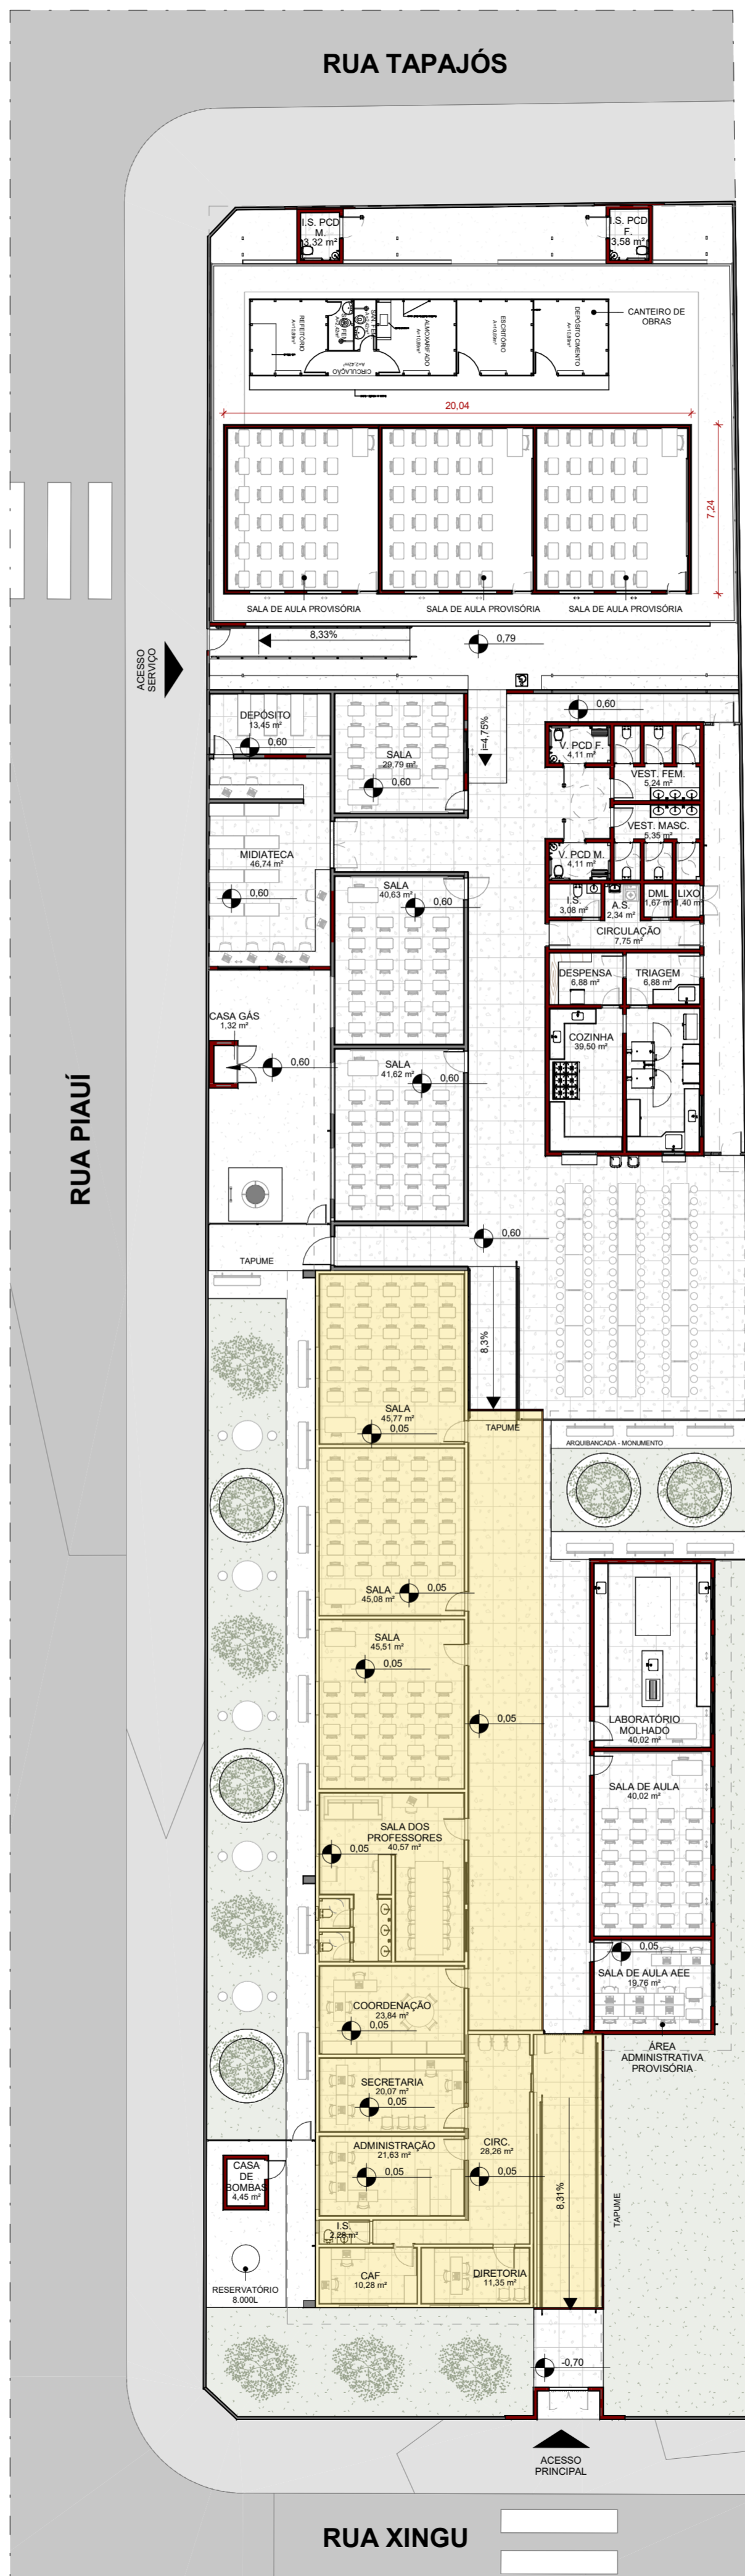 RUA TAPAJÓS
I.S. PCD
M.
3,32 m²
I.S. PCD
F.
3,58 m²
REFEITÓRIO
ALMOXARIFADO
ESCRITÓRIO
DEPÓSITO CIMENTO
CIRCULAÇÃO
CANTEIRO DE
OBRAS
20,04
7,24
SALA DE AULA PROVISÓRIA
SALA DE AULA PROVISÓRIA
SALA DE AULA PROVISÓRIA
8,33%
0,79
ACESSO
SERVIÇO
DEPÓSITO
13,45 m²
0,60
SALA
29,79 m²
0,60
i=4,75%
0,60
V. PCD F.
4,11 m²
VEST. FEM.
5,24 m²
VEST. MASC.
5,35 m²
V. PCD M.
4,11 m²
MIDIATECA
46,74 m²
0,60
SALA
40,63 m²
0,60
I.S.
3,08 m²
A.S.
2,34 m²
DML
1,67 m²
LIXO
1,40 m²
CIRCULAÇÃO
7,75 m²
DESPENSA
6,88 m²
TRIAGEM
6,88 m²
CASA GÁS
1,32 m²
0,60
COZINHA
39,50 m²
SALA
41,62 m²
0,60
RUA PIAUÍ
0,60
TAPUME
8,3%
SALA
45,77 m²
0,05
TAPUME
ARQUIBANCADA - MONUMENTO
SALA
45,08 m²
0,05
SALA
45,51 m²
0,05
0,05
LABORATÓRIO
MOLHADO
40,02 m²
SALA DE AULA
40,02 m²
SALA DOS
PROFESSORES
40,57 m²
0,05
0,05
SALA DE AULA AEE
19,76 m²
COORDENAÇÃO
23,84 m²
0,05
ÁREA
ADMINISTRATIVA
PROVISÓRIA
SECRETARIA
20,07 m²
0,05
ADMINISTRAÇÃO
21,63 m²
0,05
CIRC.
28,26 m²
0,05
8,31%
TAPUME
CASA
DE
BOMBAS
4,45 m²
I.S.
2,28 m²
CAF
10,28 m²
DIRETORIA
11,35 m²
RESERVATÓRIO
8.000L
-0,70
ACESSO
PRINCIPAL
RUA XINGU